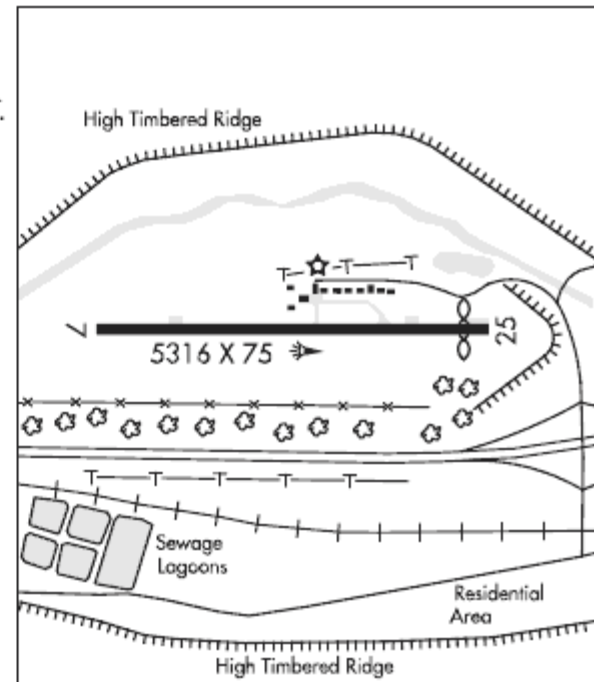 High Timbered Ridge
T
T
T
7
25
5316 X 75
T
T
T
T
T
Sewage
Lagoons
Residential
Area
High Timbered Ridge